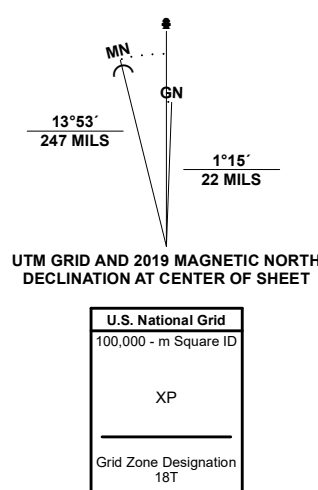 MN
GN
13°53´
247 MILS
1°15´
22 MILS
UTM GRID AND 2019 MAGNETIC NORTH
DECLINATION AT CENTER OF SHEET
U.S. National Grid
100,000 - m Square ID
XP
Grid Zone Designation
18T